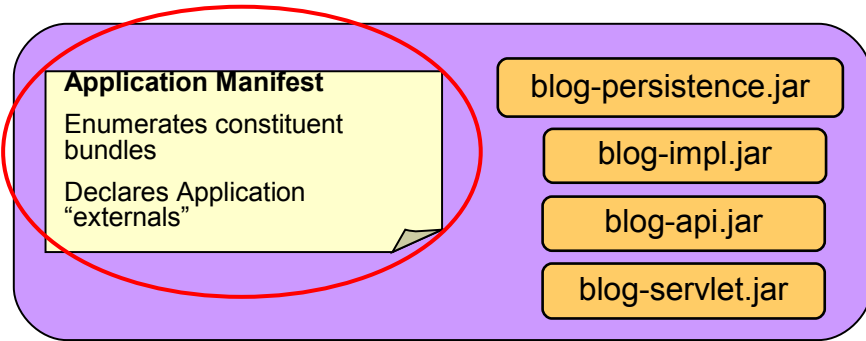 Application Manifest
Enumerates constituent
bundles
Declares Application
“externals”
blog-persistence.jar
blog-impl.jar
blog-api.jar
blog-servlet.jar